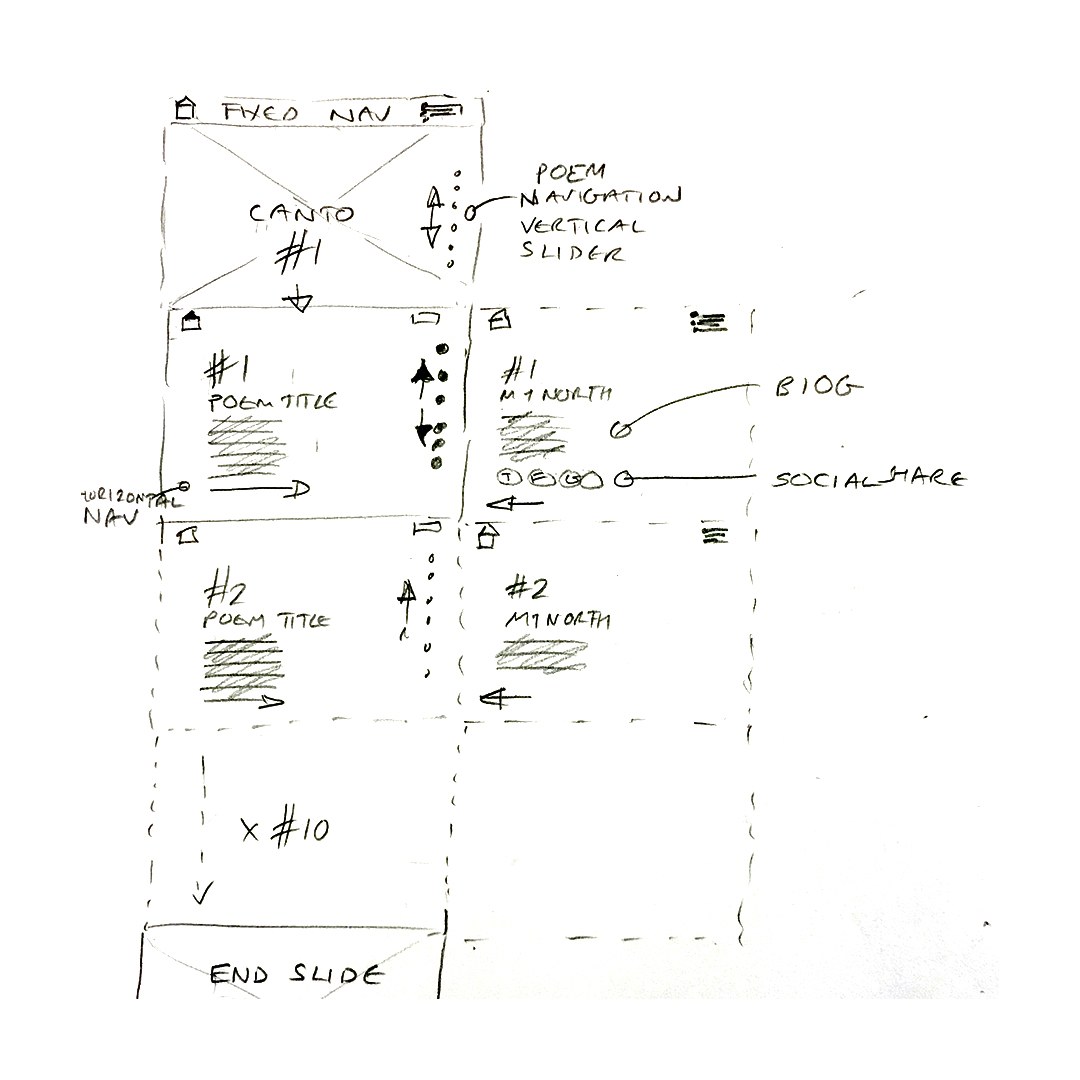 FIXED NAV
CANTO
#1
POEM
NAVIGATION
VERTICAL
SLIDER
#1
POEM TITLE
HORIZONTAL
NAV
#1
M1 NORTH
BIOG
T F G
SOCIAL SHARE
#2
POEM TITLE
#2
M1 NORTH
X #10
END SLIDE